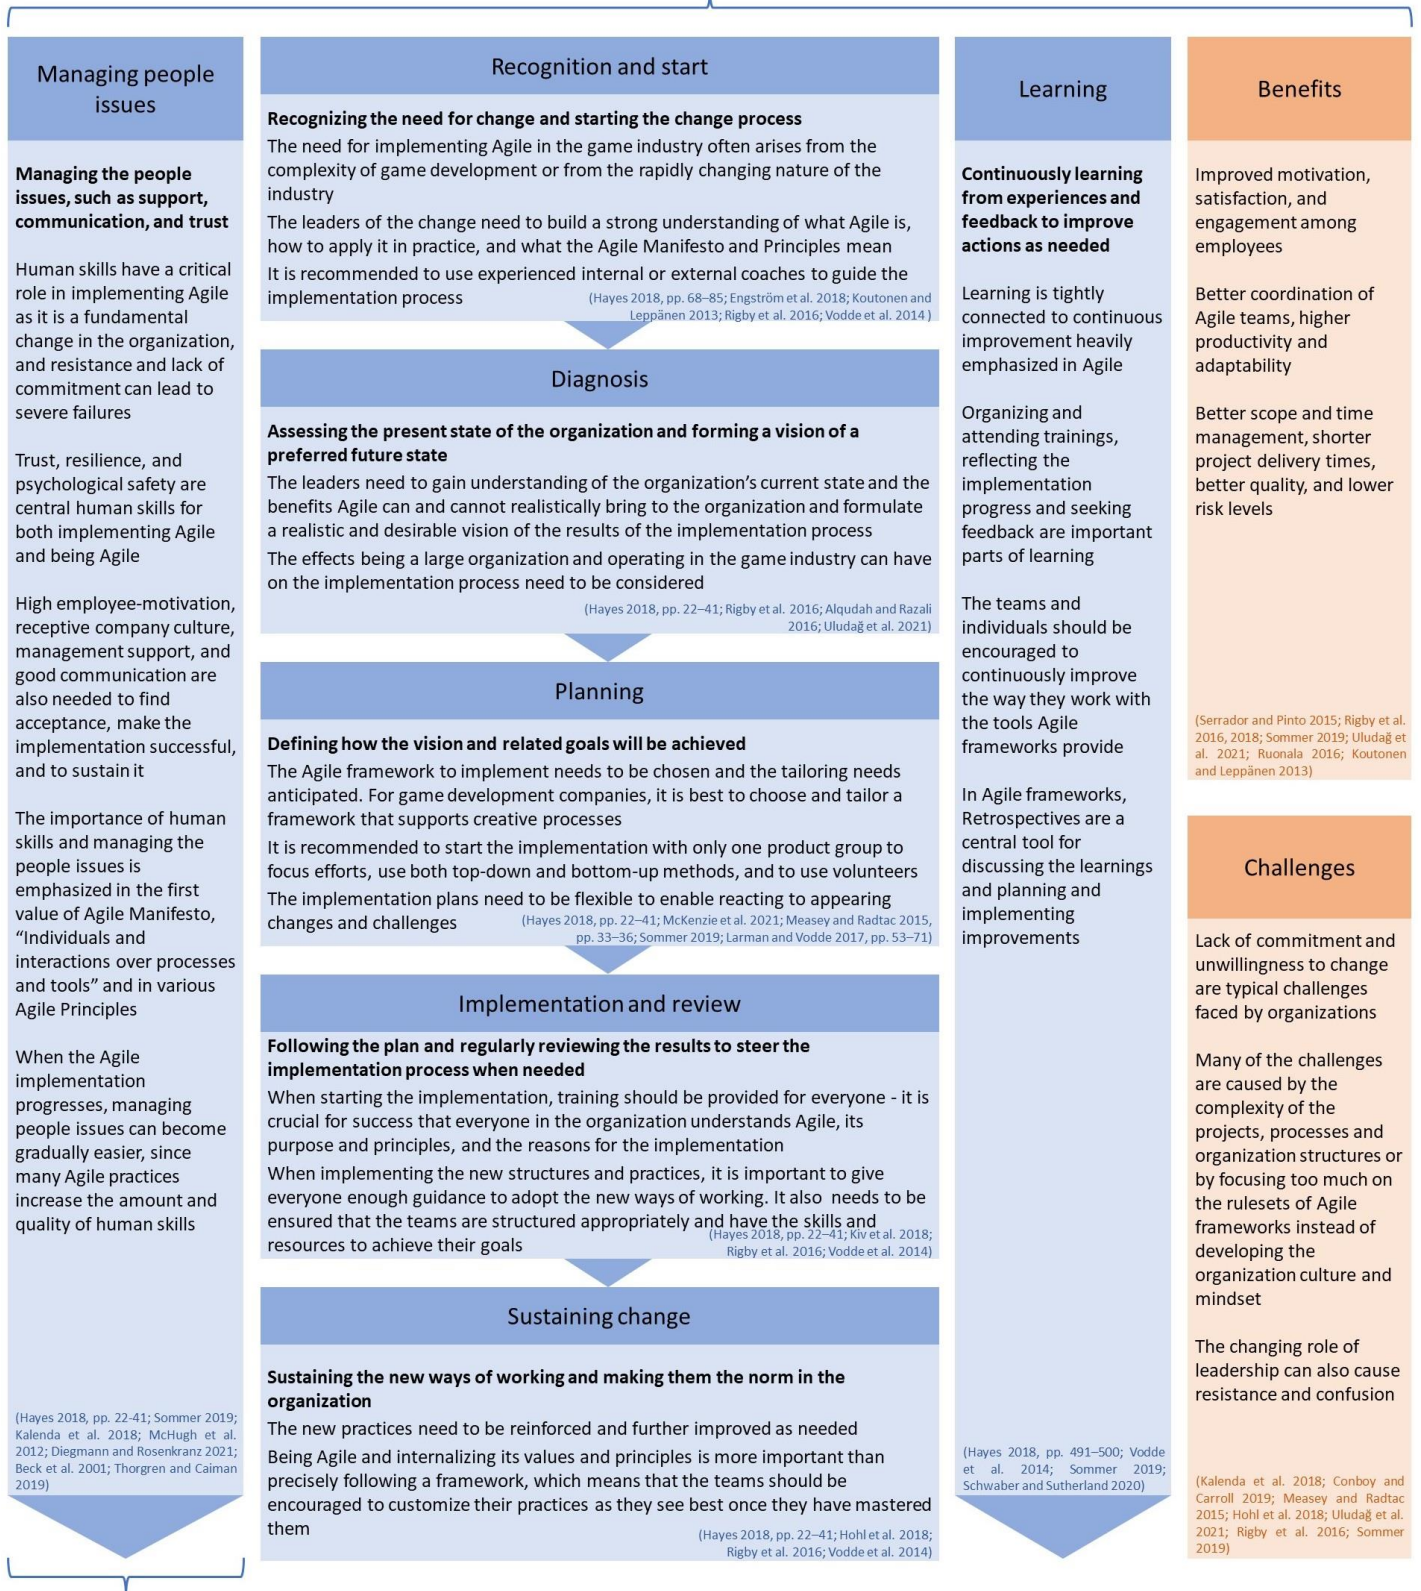 Managing people
issues
Managing the people
issues, such as support,
communication, and trust
Human skills have a critical
role in implementing Agile
as it is a fundamental
change in the organization,
and resistance and lack of
commitment can lead to
severe failures
Trust, resilience, and
psychological safety are
central human skills for
both implementing Agile
and being Agile
High employee-motivation,
receptive company culture,
management support, and
good communication are
also needed to find
acceptance, make the
implementation successful,
and to sustain it
The importance of human
skills and managing the
people issues is
emphasized in the first
value of Agile Manifesto,
“Individuals and
interactions over processes
and tools” and in various
Agile Principles
When the Agile
implementation
progresses, managing
people issues can become
gradually easier, since
many Agile practices
increase the amount and
quality of human skills
(Hayes 2018, pp. 22-41; Sommer 2019;
Kalenda et al. 2018; McHugh et al.
2012; Diegmann and Rosenkranz 2021;
Beck et al. 2001; Thorgren and Caiman
2019)
Recognition and start
Recognizing the need for change and starting the change process
The need for implementing Agile in the game industry often arises from the
complexity of game development or from the rapidly changing nature of the
industry
The leaders of the change need to build a strong understanding of what Agile is,
how to apply it in practice, and what the Agile Manifesto and Principles mean
It is recommended to use experienced internal or external coaches to guide the
implementation process
(Hayes 2018, pp. 68–85; Engström et al. 2018; Koutonen and
Leppänen 2013; Rigby et al. 2016; Vodde et al. 2014 )
Diagnosis
Assessing the present state of the organization and forming a vision of a
preferred future state
The leaders need to gain understanding of the organization’s current state and the
benefits Agile can and cannot realistically bring to the organization and formulate
a realistic and desirable vision of the results of the implementation process
The effects being a large organization and operating in the game industry can have
on the implementation process need to be considered
(Hayes 2018, pp. 22–41; Rigby et al. 2016; Alqudah and Razali
2016; Uludağ et al. 2021)
Planning
Defining how the vision and related goals will be achieved
The Agile framework to implement needs to be chosen and the tailoring needs
anticipated. For game development companies, it is best to choose and tailor a
framework that supports creative processes
It is recommended to start the implementation with only one product group to
focus efforts, use both top-down and bottom-up methods, and to use volunteers
The implementation plans need to be flexible to enable reacting to appearing
changes and challenges
(Hayes 2018, pp. 22–41; McKenzie et al. 2021; Measey and Radtac 2015,
pp. 33–36; Sommer 2019; Larman and Vodde 2017, pp. 53–71)
Implementation and review
Following the plan and regularly reviewing the results to steer the
implementation process when needed
When starting the implementation, training should be provided for everyone - it is
crucial for success that everyone in the organization understands Agile, its
purpose and principles, and the reasons for the implementation
When implementing the new structures and practices, it is important to give
everyone enough guidance to adopt the new ways of working. It also needs to be
ensured that the teams are structured appropriately and have the skills and
resources to achieve their goals
(Hayes 2018, pp. 22–41; Kiv et al. 2018;
Rigby et al. 2016; Vodde et al. 2014)
Sustaining change
Sustaining the new ways of working and making them the norm in the
organization
The new practices need to be reinforced and further improved as needed
Being Agile and internalizing its values and principles is more important than
precisely following a framework, which means that the teams should be
encouraged to customize their practices as they see best once they have mastered
them
(Hayes 2018, pp. 22–41; Hohl et al. 2018;
Rigby et al. 2016; Vodde et al. 2014)
Learning
Continuously learning
from experiences and
feedback to improve
actions as needed
Learning is tightly
connected to continuous
improvement heavily
emphasized in Agile
Organizing and
attending trainings,
reflecting the
implementation
progress and seeking
feedback are important
parts of learning
The teams and
individuals should be
encouraged to
continuously improve
the way they work with
the tools Agile
frameworks provide
In Agile frameworks,
Retrospectives are a
central tool for
discussing the learnings
and planning and
implementing
improvements
(Hayes 2018, pp. 491–500; Vodde
et al. 2014; Sommer 2019;
Schwaber and Sutherland 2020)
Benefits
Improved motivation,
satisfaction, and
engagement among
employees
Better coordination of
Agile teams, higher
productivity and
adaptability
Better scope and time
management, shorter
project delivery times,
better quality, and lower
risk levels
(Serrador and Pinto 2015; Rigby et al.
2016, 2018; Sommer 2019; Uludağ et
al. 2021; Ruonala 2016; Koutonen
and Leppänen 2013)
Challenges
Lack of commitment and
unwillingness to change
are typical challenges
faced by organizations
Many of the challenges
are caused by the
complexity of the
projects, processes and
organization structures or
by focusing too much on
the rulesets of Agile
frameworks instead of
developing the
organization culture and
mindset
The changing role of
leadership can also cause
resistance and confusion
(Kalenda et al. 2018; Conboy and
Carroll 2019; Measey and Radtac
2015; Hohl et al. 2018; Uludağ et al.
2021; Rigby et al. 2016; Sommer
2019)